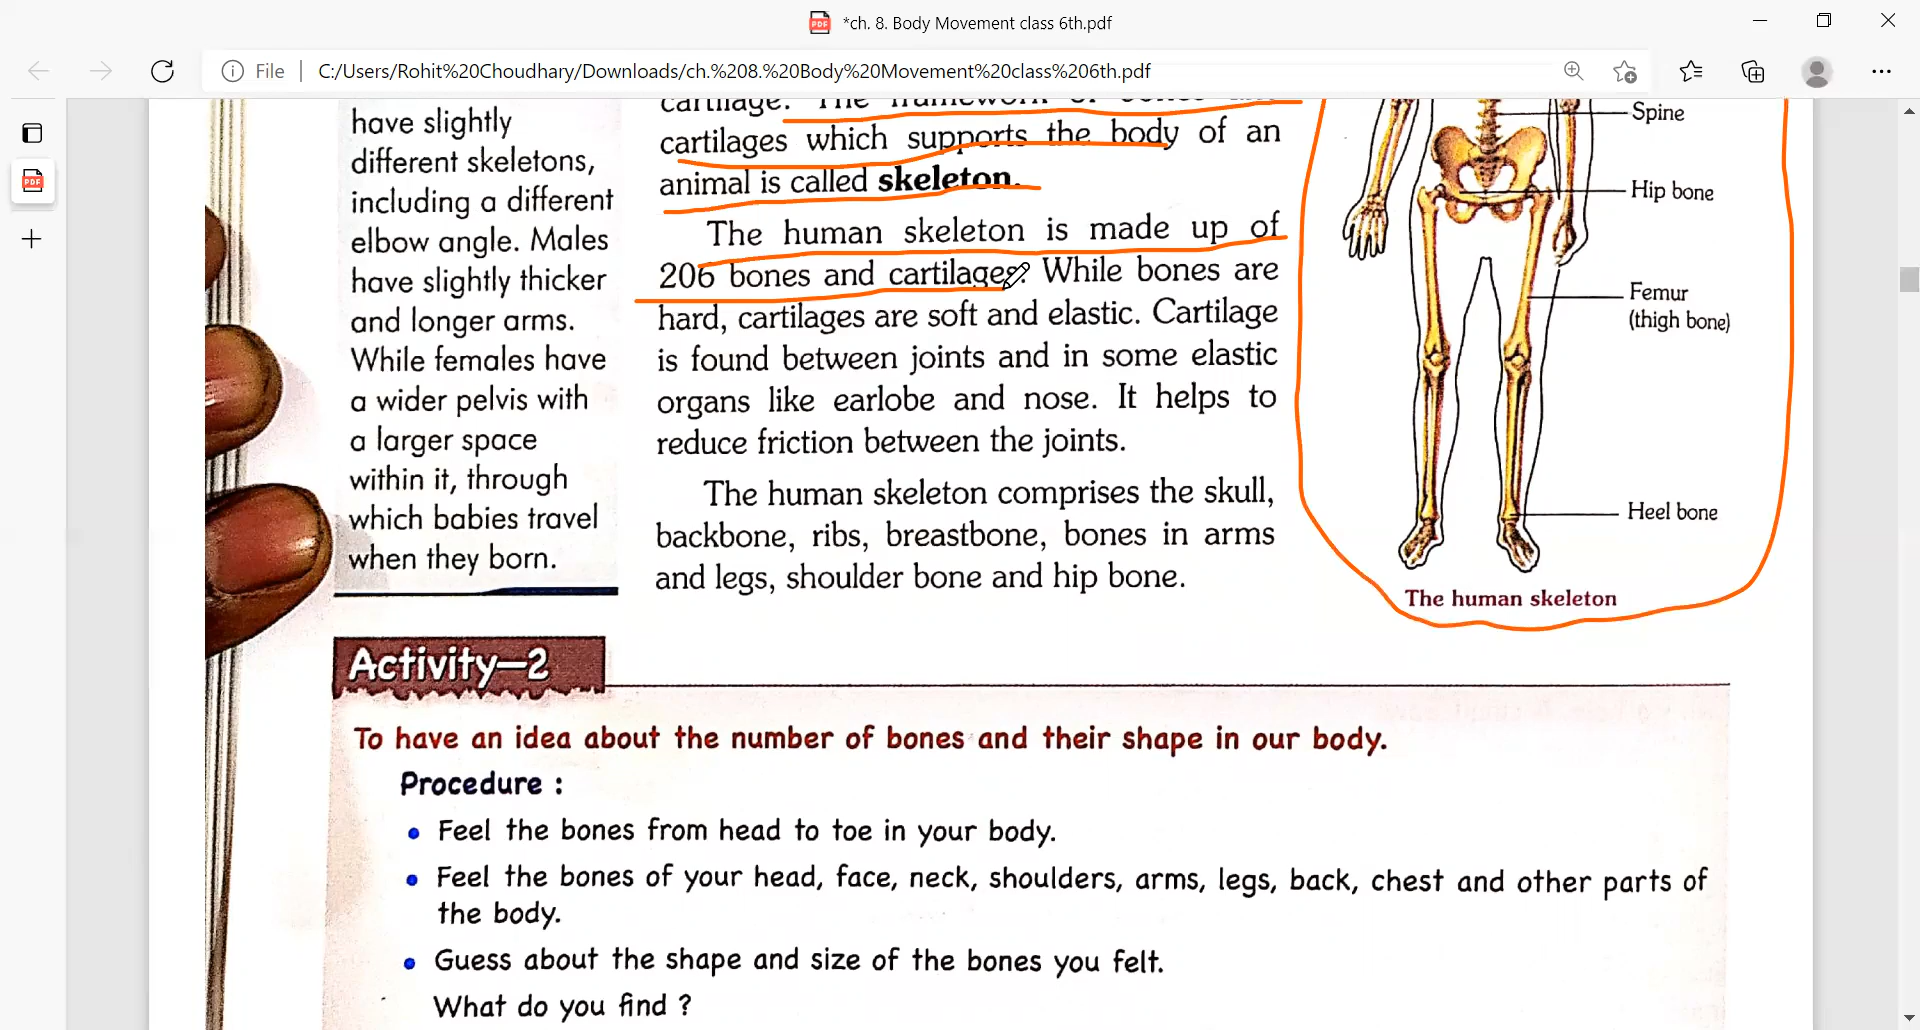 *ch. 8. Body Movement class 6th.pdf
File
C:/Users/Rohit%20Choudhary/Downloads/ch.%208.%20Body%20Movement%20class%206th.pdf
have slightly
different skeletons,
including a different
elbow angle. Males
have slightly thicker
and longer arms.
While females have
a wider pelvis with
a larger space
within it, through
which babies travel
when they born.
cartilage. The framework of bones and
cartilages which supports the body of an
animal is called skeleton.
The human skeleton is made up of
206 bones and cartilages. While bones are
hard, cartilages are soft and elastic. Cartilage
is found between joints and in some elastic
organs like earlobe and nose. It helps to
reduce friction between the joints.
The human skeleton comprises the skull,
backbone, ribs, breastbone, bones in arms
and legs, shoulder bone and hip bone.
Spine
Hip bone
Femur
(thigh bone)
Heel bone
The human skeleton
Activity–2
To have an idea about the number of bones and their shape in our body.
Procedure :
• Feel the bones from head to toe in your body.
• Feel the bones of your head, face, neck, shoulders, arms, legs, back, chest and other parts of
the body.
• Guess about the shape and size of the bones you felt.
What do you find ?